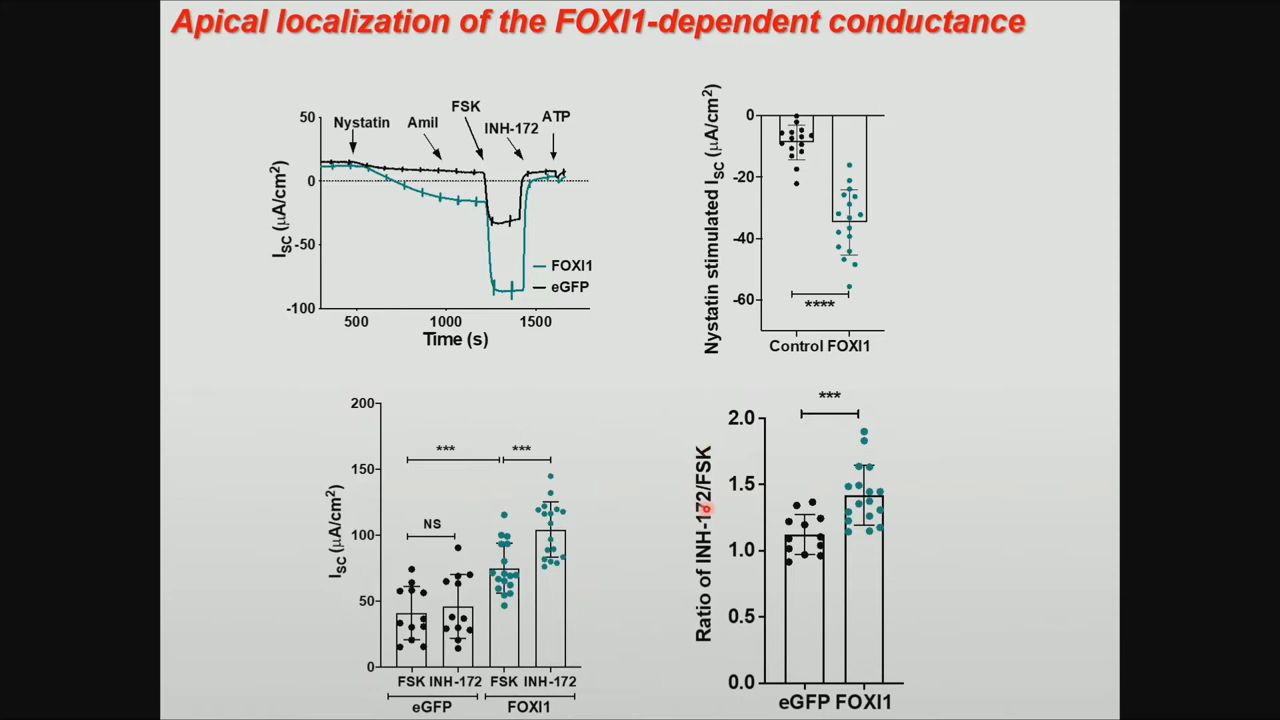 Apical localization of the FOXI1-dependent conductance
50
0
-50
-100
I_SC (μA/cm²)
Nystatin
Amil
FSK
INH-172
ATP
FOXI1
eGFP
500
1000
1500
Time (s)
Nystatin stimulated I_SC (μA/cm²)
0
-20
-40
-60
****
Control FOXI1
I_SC (μA/cm²)
200
150
100
50
0
***
***
NS
FSK INH-172 FSK INH-172
eGFP FOXI1
Ratio of INH-172/FSK
2.0
1.5
1.0
0.5
0.0
***
eGFP FOXI1